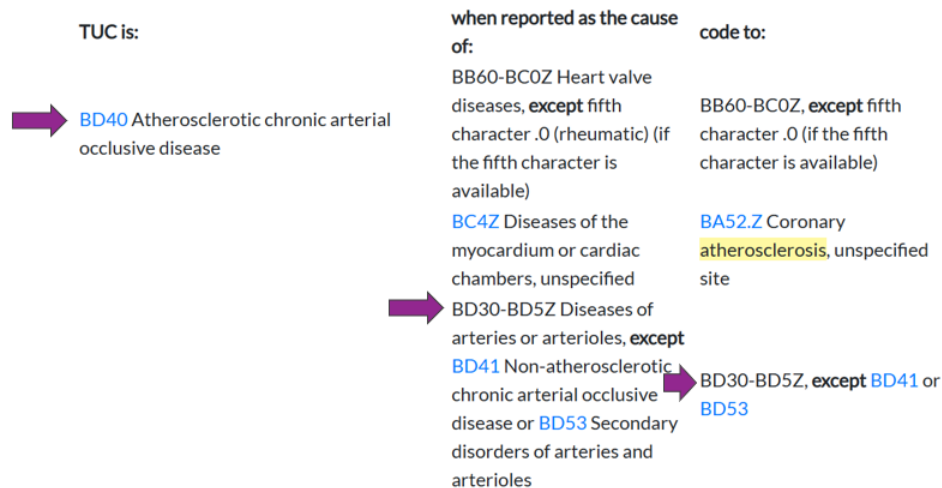 TUC is:
when reported as the cause
of:
code to:
BD40 Atherosclerotic chronic arterial
occlusive disease
BB60-BC0Z Heart valve
diseases, except fifth
character .0 (rheumatic) (if
the fifth character is
available)
BB60-BC0Z, except fifth
character .0 (if the fifth
character is available)
BC4Z Diseases of the
myocardium or cardiac
chambers, unspecified
BA52.Z Coronary
atherosclerosis, unspecified
site
BD30-BD5Z Diseases of
arteries or arterioles, except
BD41 Non-atherosclerotic
chronic arterial occlusive
disease or BD53 Secondary
disorders of arteries and
arterioles
BD30-BD5Z, except BD41 or
BD53